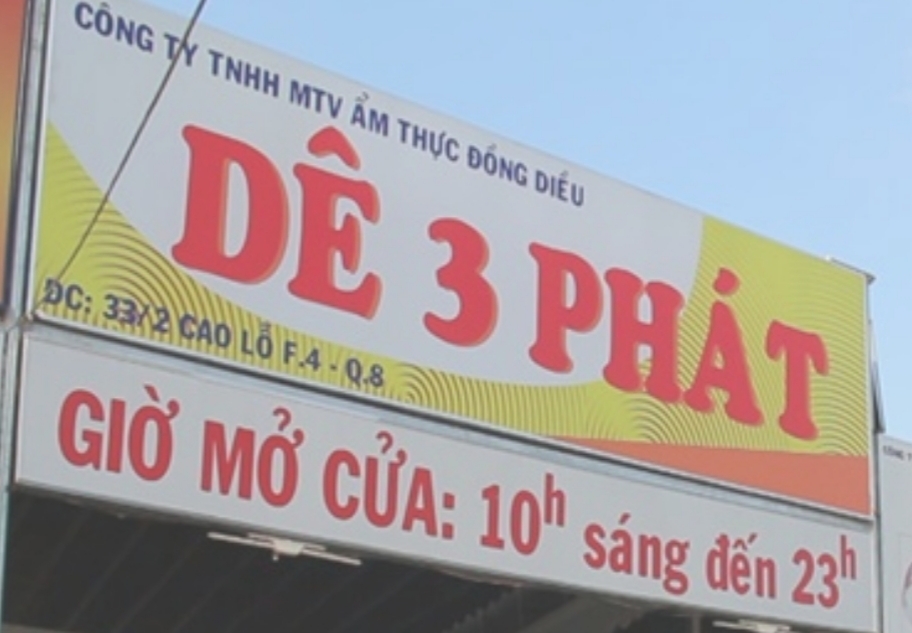 CÔNG TY TNHH MTV ẨM THỰC ĐỒNG DIỀU
DÊ 3 PHÁT
ĐC: 33/2 CAO LỖ F.4 - Q.8
GIỜ MỞ CỬA: 10h sáng đến 23h